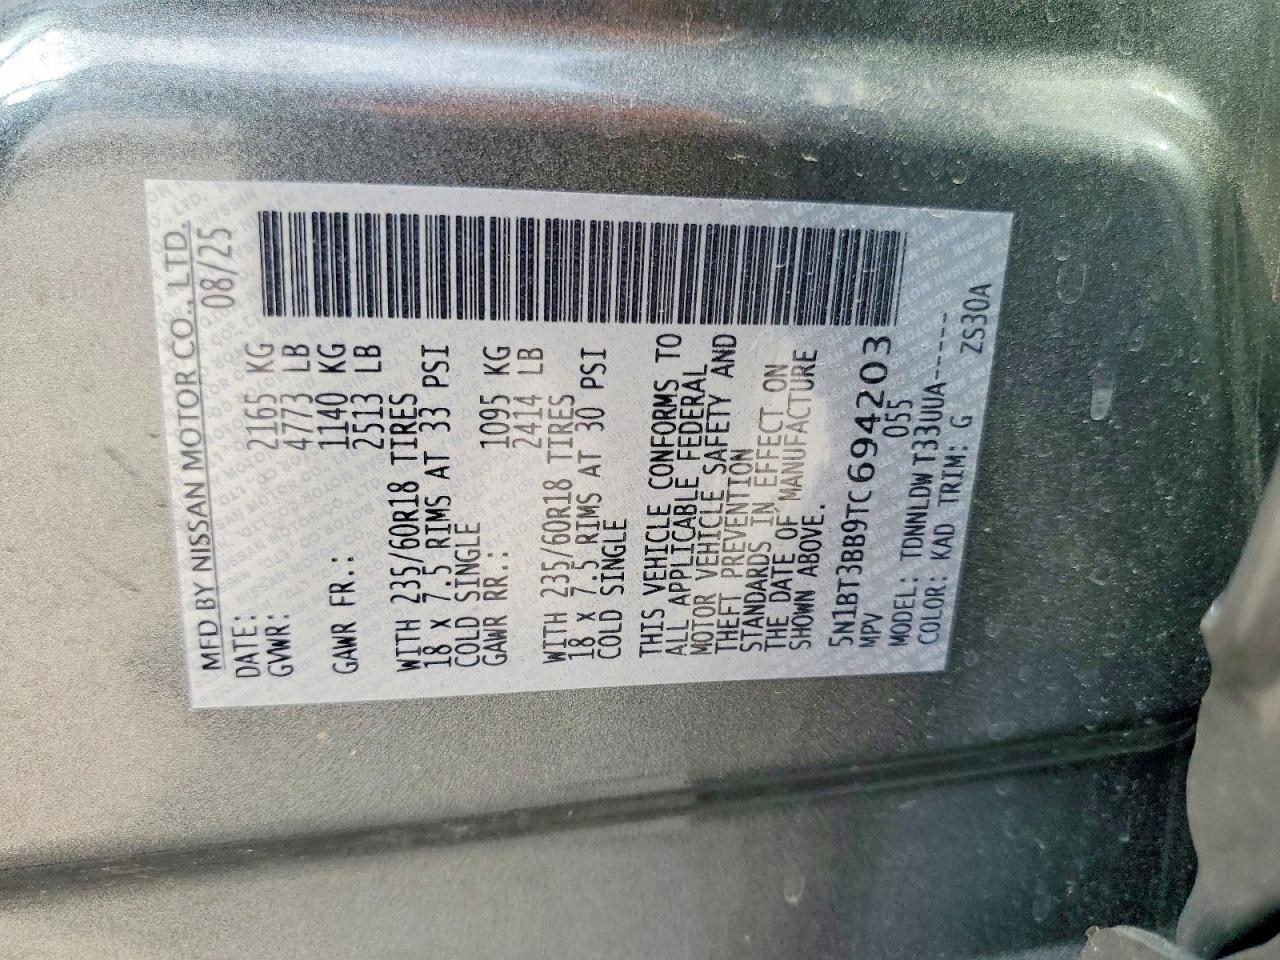 MFD BY NISSAN MOTOR CO., LTD.
DATE: 08/25
GVWR: 2165 KG
4773 LB
GAWR FR.: 1140 KG
2513 LB
WITH 235/60R18 TIRES
18 X 7.5 RIMS AT 33 PSI
COLD SINGLE
GAWR RR.: 1095 KG
2414 LB
WITH 235/60R18 TIRES
18 X 7.5 RIMS AT 30 PSI
COLD SINGLE
THIS VEHICLE CONFORMS TO
ALL APPLICABLE FEDERAL
MOTOR VEHICLE SAFETY AND
THEFT PREVENTION
STANDARDS IN EFFECT ON
THE DATE OF MANUFACTURE
SHOWN ABOVE.
5N1BT3BB9TC694203
MPV 055
MODEL: TDNNLDW T33UUA-----
COLOR: KAD TRIM: G ZS30A